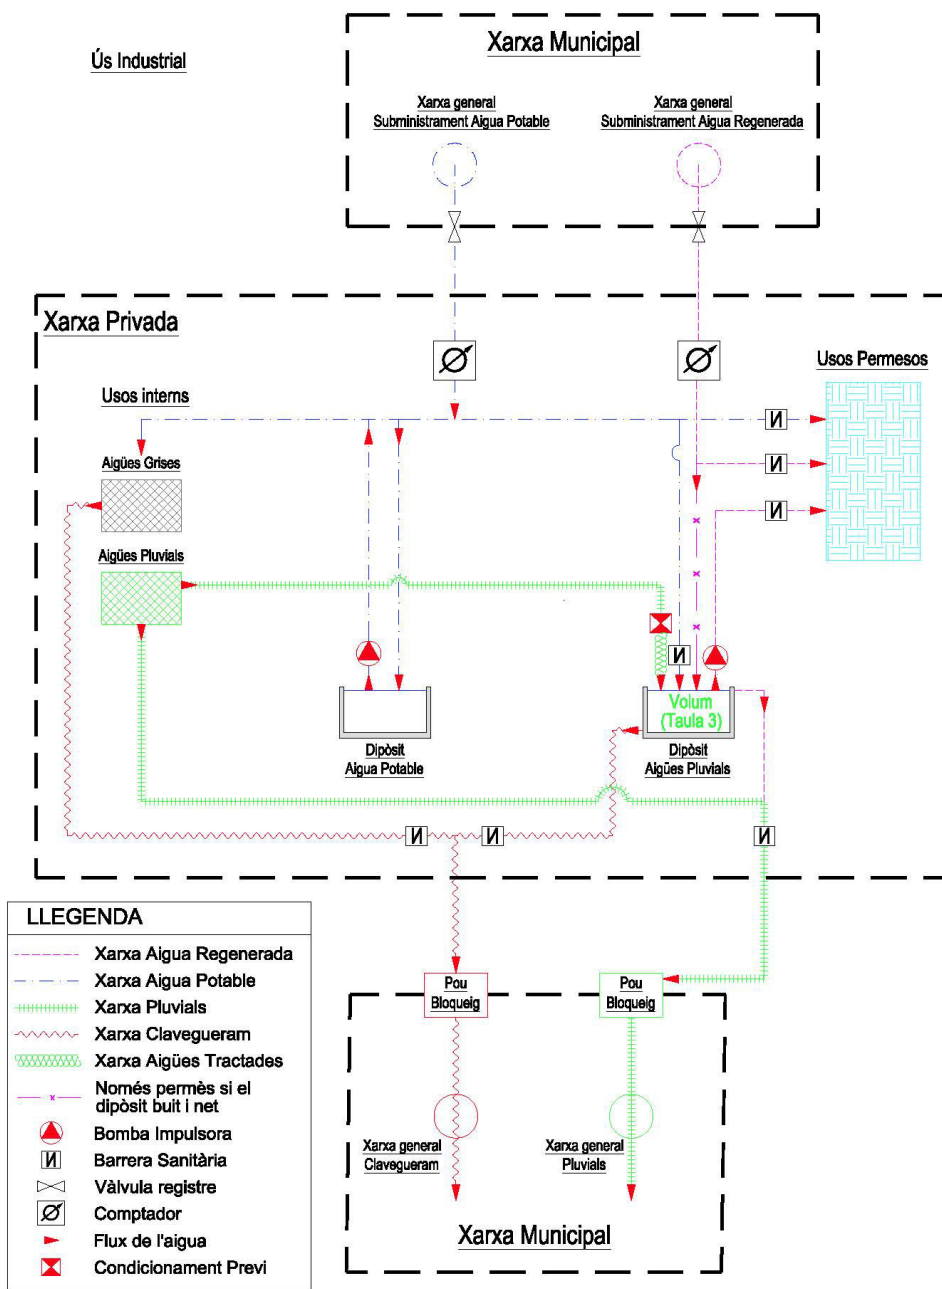 Ús Industrial
Xarxa Municipal
Xarxa general
Subministrament Aigua Potable
Xarxa general
Subministrament Aigua Regenerada
Xarxa Privada
Usos Permesos
Usos interns
Aigües Grises
Aigües Pluvials
Volum
(Taula 3)
Dipòsit
Aigua Potable
Dipòsit
Aigües Pluvials
LLEGENDA
Xarxa Aigua Regenerada
Xarxa Aigua Potable
Xarxa Pluvials
Xarxa Clavegueram
Xarxa Aigües Tractades
Només permès si el
dipòsit buit i net
Bomba Impulsora
Barrera Sanitària
Vàlvula registre
Comptador
Flux de l'aigua
Condicionament Previ
Pou
Bloqueig
Pou
Bloqueig
Xarxa general
Clavegueram
Xarxa general
Pluvials
Xarxa Municipal